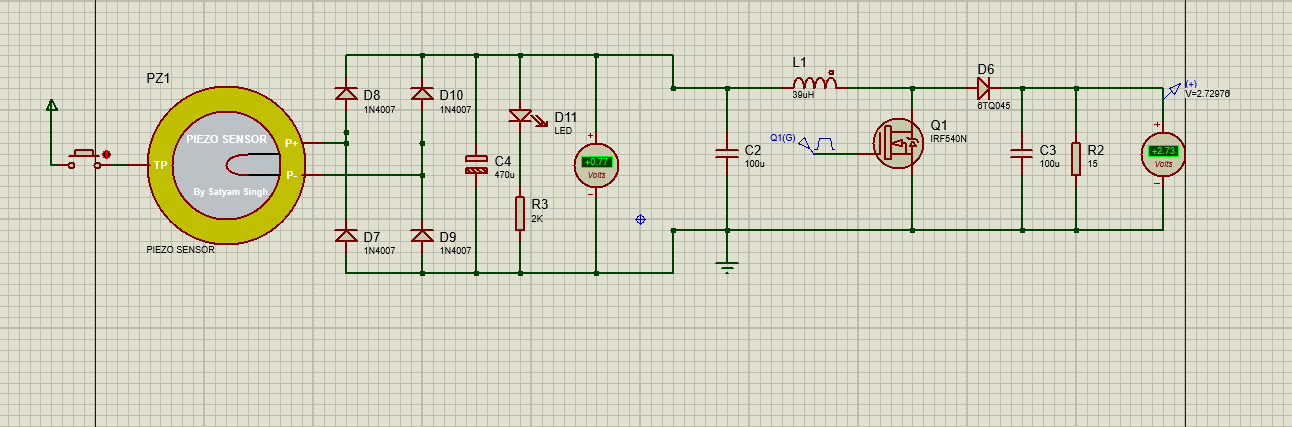 PZ1
PIEZO SENSOR
TP
P+
P-
By Satyam Singh
PIEZO SENSOR
D8
1N4007
D10
1N4007
D7
1N4007
D9
1N4007
C4
470u
D11
LED
R3
2K
+
+0.77
Volts
−
C2
100u
L1
39uH
Q1(G)
Q1
IRF540N
D6
6TQ045
C3
100u
R2
15
(+)
V=2.72976
+
+2.73
Volts
−